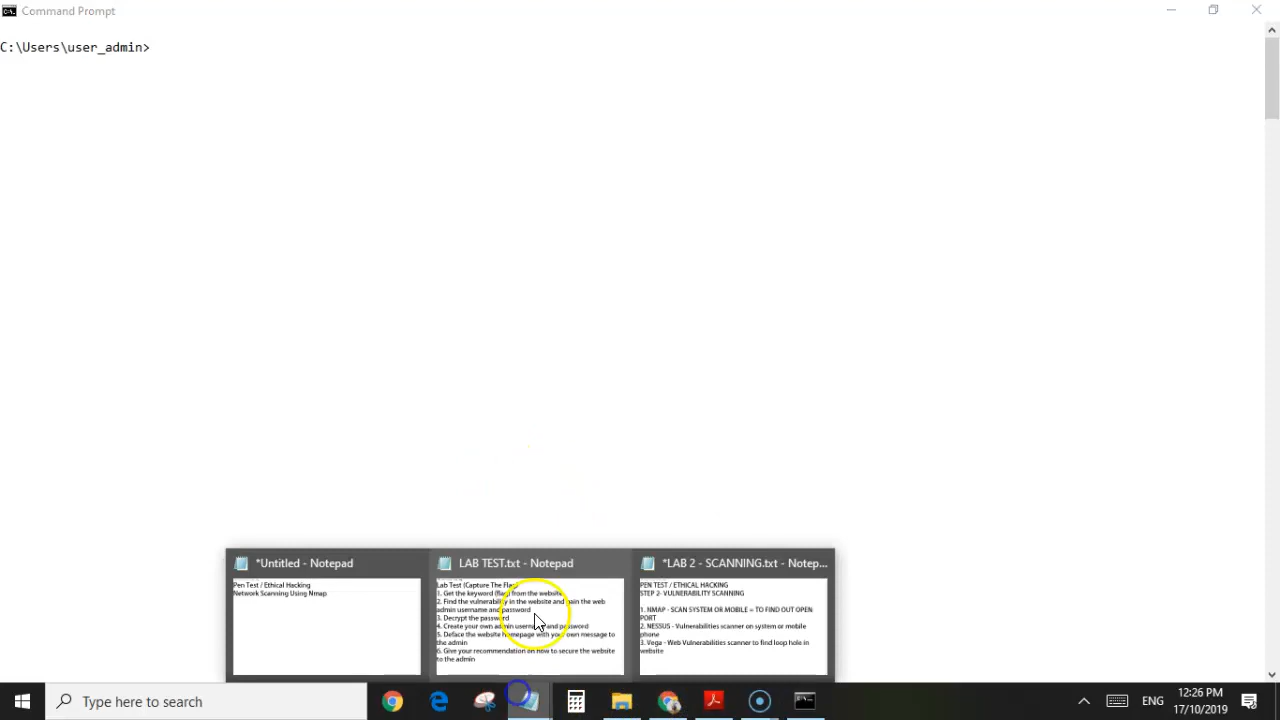 Command Prompt
C:\Users\user_admin>
*Untitled - Notepad
Pen Test / Ethical Hacking
Network Scanning Using Nmap
LAB TEST.txt - Notepad
Lab Test (Capture The Flag)
1. Get the keyword (flag) from the website
2. Find the vulnerability in the website and gain the web
admin username and password
3. Decrypt the password
4. Create your own admin username and password
5. Deface the website homepage with your own message to
the admin
6. Give your recommendation on how to secure the website
to the admin
*LAB 2 - SCANNING.txt - Notep...
PEN TEST / ETHICAL HACKING
STEP 2- VULNERABILITY SCANNING
1. NMAP - SCAN SYSTEM OR MOBILE = TO FIND OUT OPEN
PORT
2. NESSUS - Vulnerabilities scanner on system or mobile
phone
3. Vega - Web Vulnerabilities scanner to find loop hole in
website
Type here to search
ENG
12:26 PM
17/10/2019